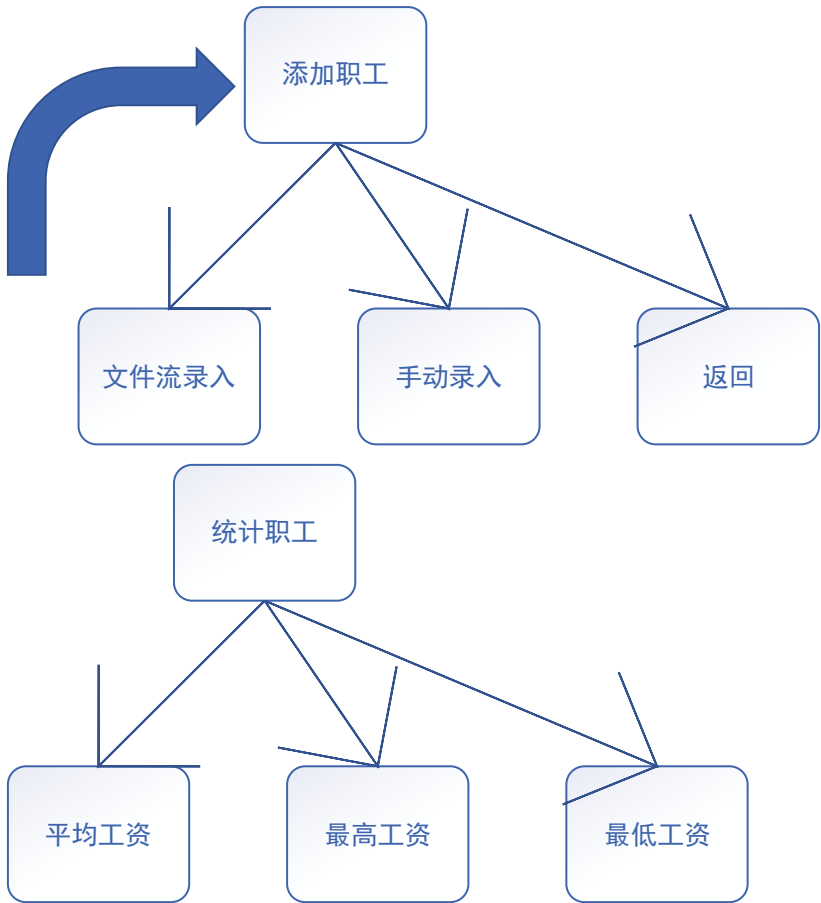 添加职工
文件流录入
手动录入
返回
统计职工
平均工资
最高工资
最低工资